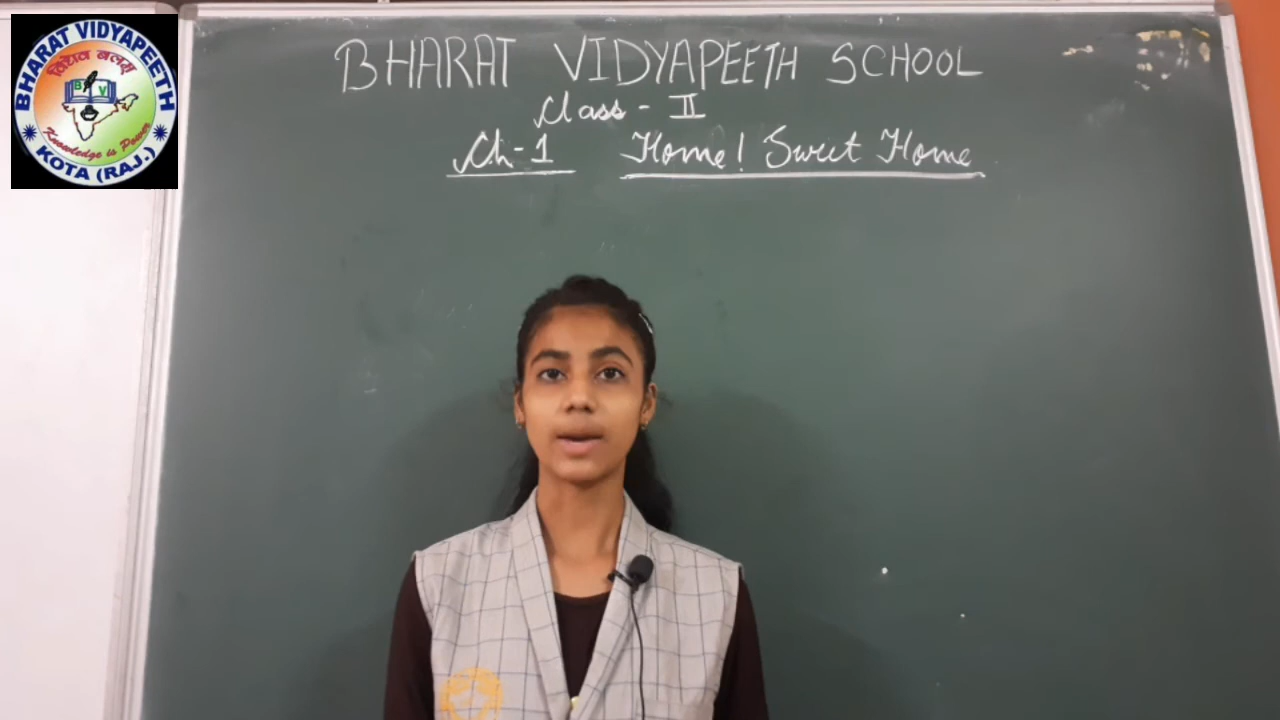 BHARAT VIDYAPEETH
विद्यैव बलम्
B V
Knowledge is Power
KOTA (RAJ.)
BHARAT VIDYAPEETH SCHOOL
Class - II
Ch-1 Home! Sweet Home